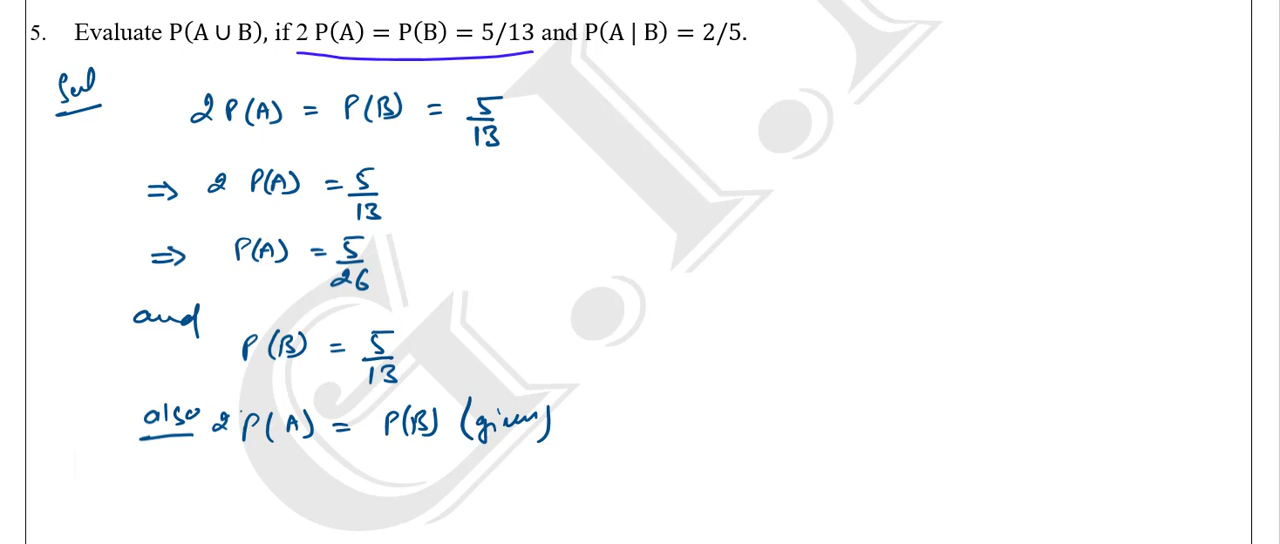 5. Evaluate P(A ∪ B), if 2 P(A) = P(B) = 5/13 and P(A | B) = 2/5.
Sol
2 P(A) = P(B) = 5/13
⇒ 2 P(A) = 5/13
⇒ P(A) = 5/26
and
P(B) = 5/13
also 2 P(A) = P(B) (given)
G.I.